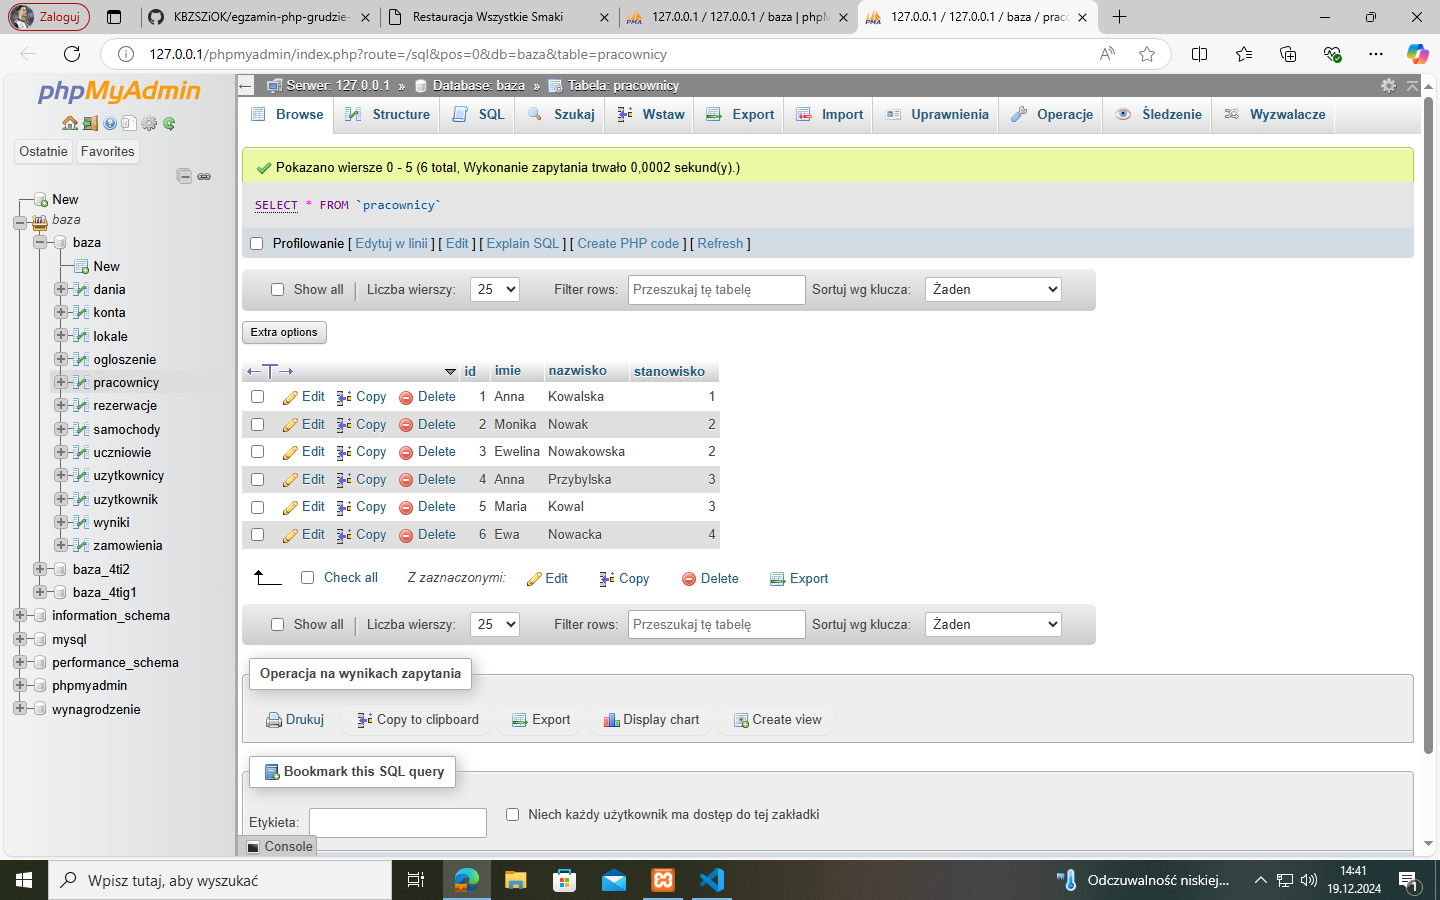 Zaloguj
KBZSZiOK/egzamin-php-grudzie-
Restauracja Wszystkie Smaki
127.0.0.1 / 127.0.0.1 / baza | phpM
127.0.0.1 / 127.0.0.1 / baza / prac
127.0.0.1/phpmyadmin/index.php?route=/sql&pos=0&db=baza&table=pracownicy
phpMyAdmin
Ostatnie
Favorites
New
baza
baza
New
dania
konta
lokale
ogloszenie
pracownicy
rezerwacje
samochody
uczniowie
uzytkownicy
uzytkownik
wyniki
zamowienia
baza_4ti2
baza_4tig1
information_schema
mysql
performance_schema
phpmyadmin
wynagrodzenie
Serwer: 127.0.0.1 » Database: baza » Tabela: pracownicy
Browse Structure SQL Szukaj Wstaw Export Import Uprawnienia Operacje Śledzenie Wyzwalacze
Pokazano wiersze 0 - 5 (6 total, Wykonanie zapytania trwało 0,0002 sekund(y).)
SELECT * FROM `pracownicy`
Profilowanie [ Edytuj w linii ] [ Edit ] [ Explain SQL ] [ Create PHP code ] [ Refresh ]
Show all Liczba wierszy: 25 Filter rows: Przeszukaj tę tabelę Sortuj wg klucza: Żaden
Extra options
←T→ id imie nazwisko stanowisko
Edit Copy Delete 1 Anna Kowalska 1
Edit Copy Delete 2 Monika Nowak 2
Edit Copy Delete 3 Ewelina Nowakowska 2
Edit Copy Delete 4 Anna Przybylska 3
Edit Copy Delete 5 Maria Kowal 3
Edit Copy Delete 6 Ewa Nowacka 4
Check all Z zaznaczonymi: Edit Copy Delete Export
Show all Liczba wierszy: 25 Filter rows: Przeszukaj tę tabelę Sortuj wg klucza: Żaden
Operacja na wynikach zapytania
Drukuj Copy to clipboard Export Display chart Create view
Bookmark this SQL query
Etykieta: Niech każdy użytkownik ma dostęp do tej zakładki
Console
Wpisz tutaj, aby wyszukać
Odczuwalność niskiej...
14:41
19.12.2024
1